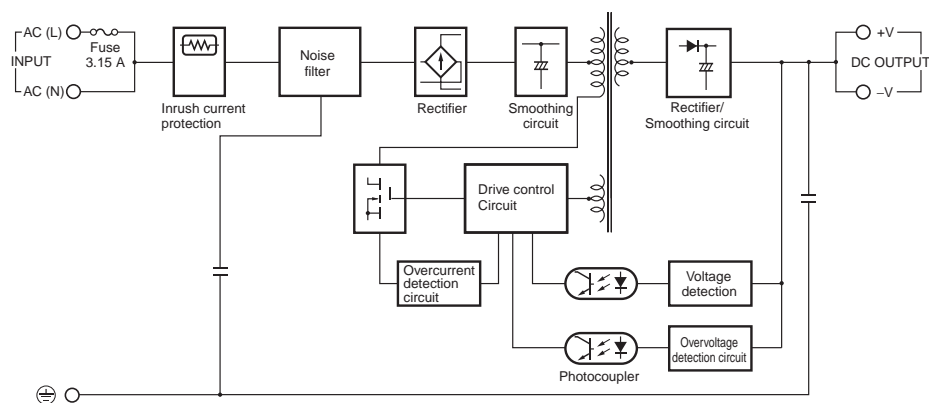 AC (L)
Fuse
3.15 A
INPUT
AC (N)
Inrush current
protection
Noise
filter
Rectifier
Smoothing
circuit
Rectifier/
Smoothing circuit
+V
DC OUTPUT
–V
Drive control
Circuit
Overcurrent
detection
circuit
Voltage
detection
Overvoltage
detection circuit
Photocoupler